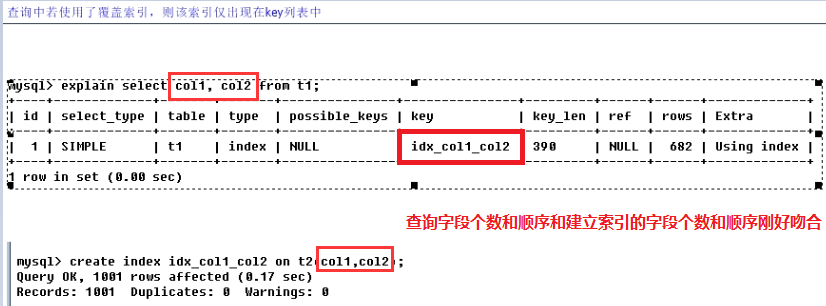 查询中若使用了覆盖索引，则该索引仅出现在key列表中
mysql> explain select col1, col2 from t1;
+----+-------------+-------+-------+---------------+---------------+---------+------+------+-------------+
| id | select_type | table | type | possible_keys | key | key_len | ref | rows | Extra |
+----+-------------+-------+-------+---------------+---------------+---------+------+------+-------------+
| 1 | SIMPLE | t1 | index | NULL | idx_col1_col2 | 390 | NULL | 682 | Using index |
+----+-------------+-------+-------+---------------+---------------+---------+------+------+-------------+
1 row in set (0.00 sec)
查询字段个数和顺序和建立索引的字段个数和顺序刚好吻合
mysql> create index idx_col1_col2 on t2(col1,col2);
Query OK, 1001 rows affected (0.17 sec)
Records: 1001 Duplicates: 0 Warnings: 0